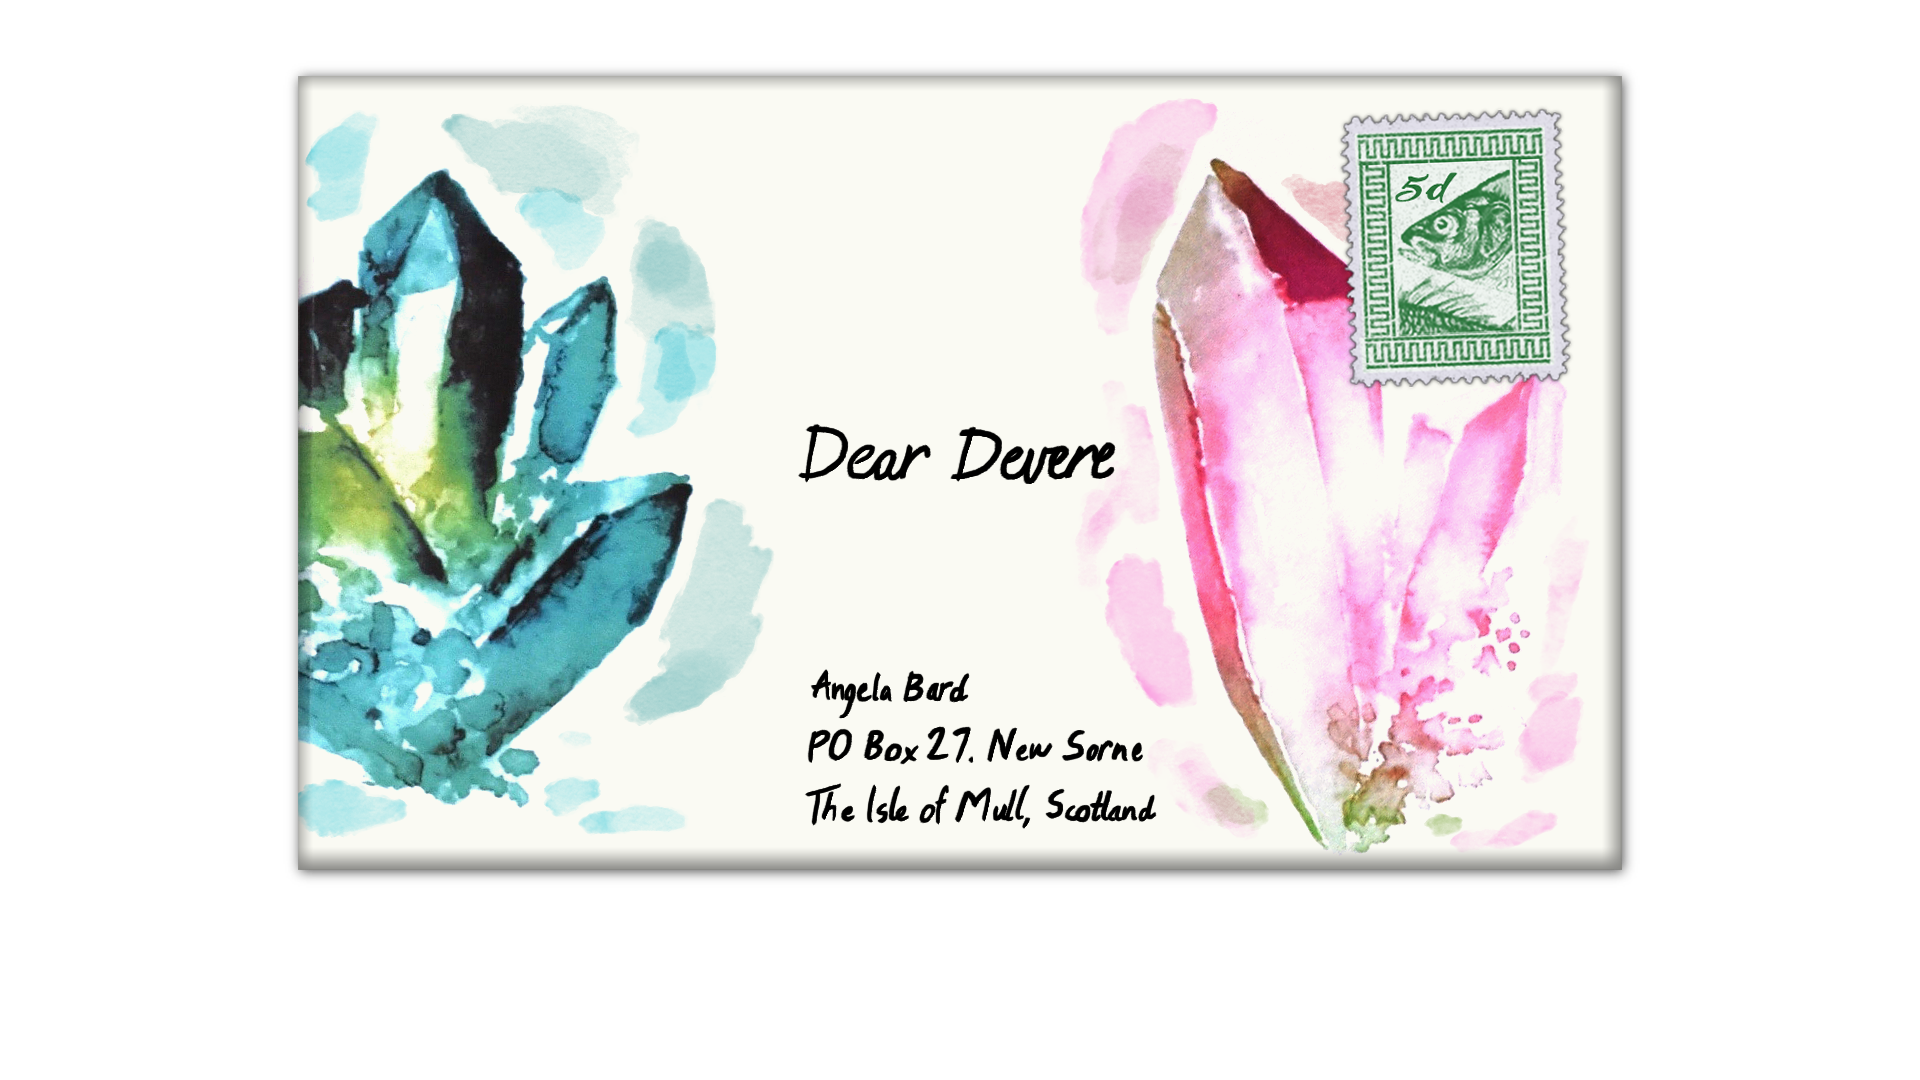 5d
Dear Devere
Angela Bard
PO Box 27. New Sorne
The Isle of Mull, Scotland